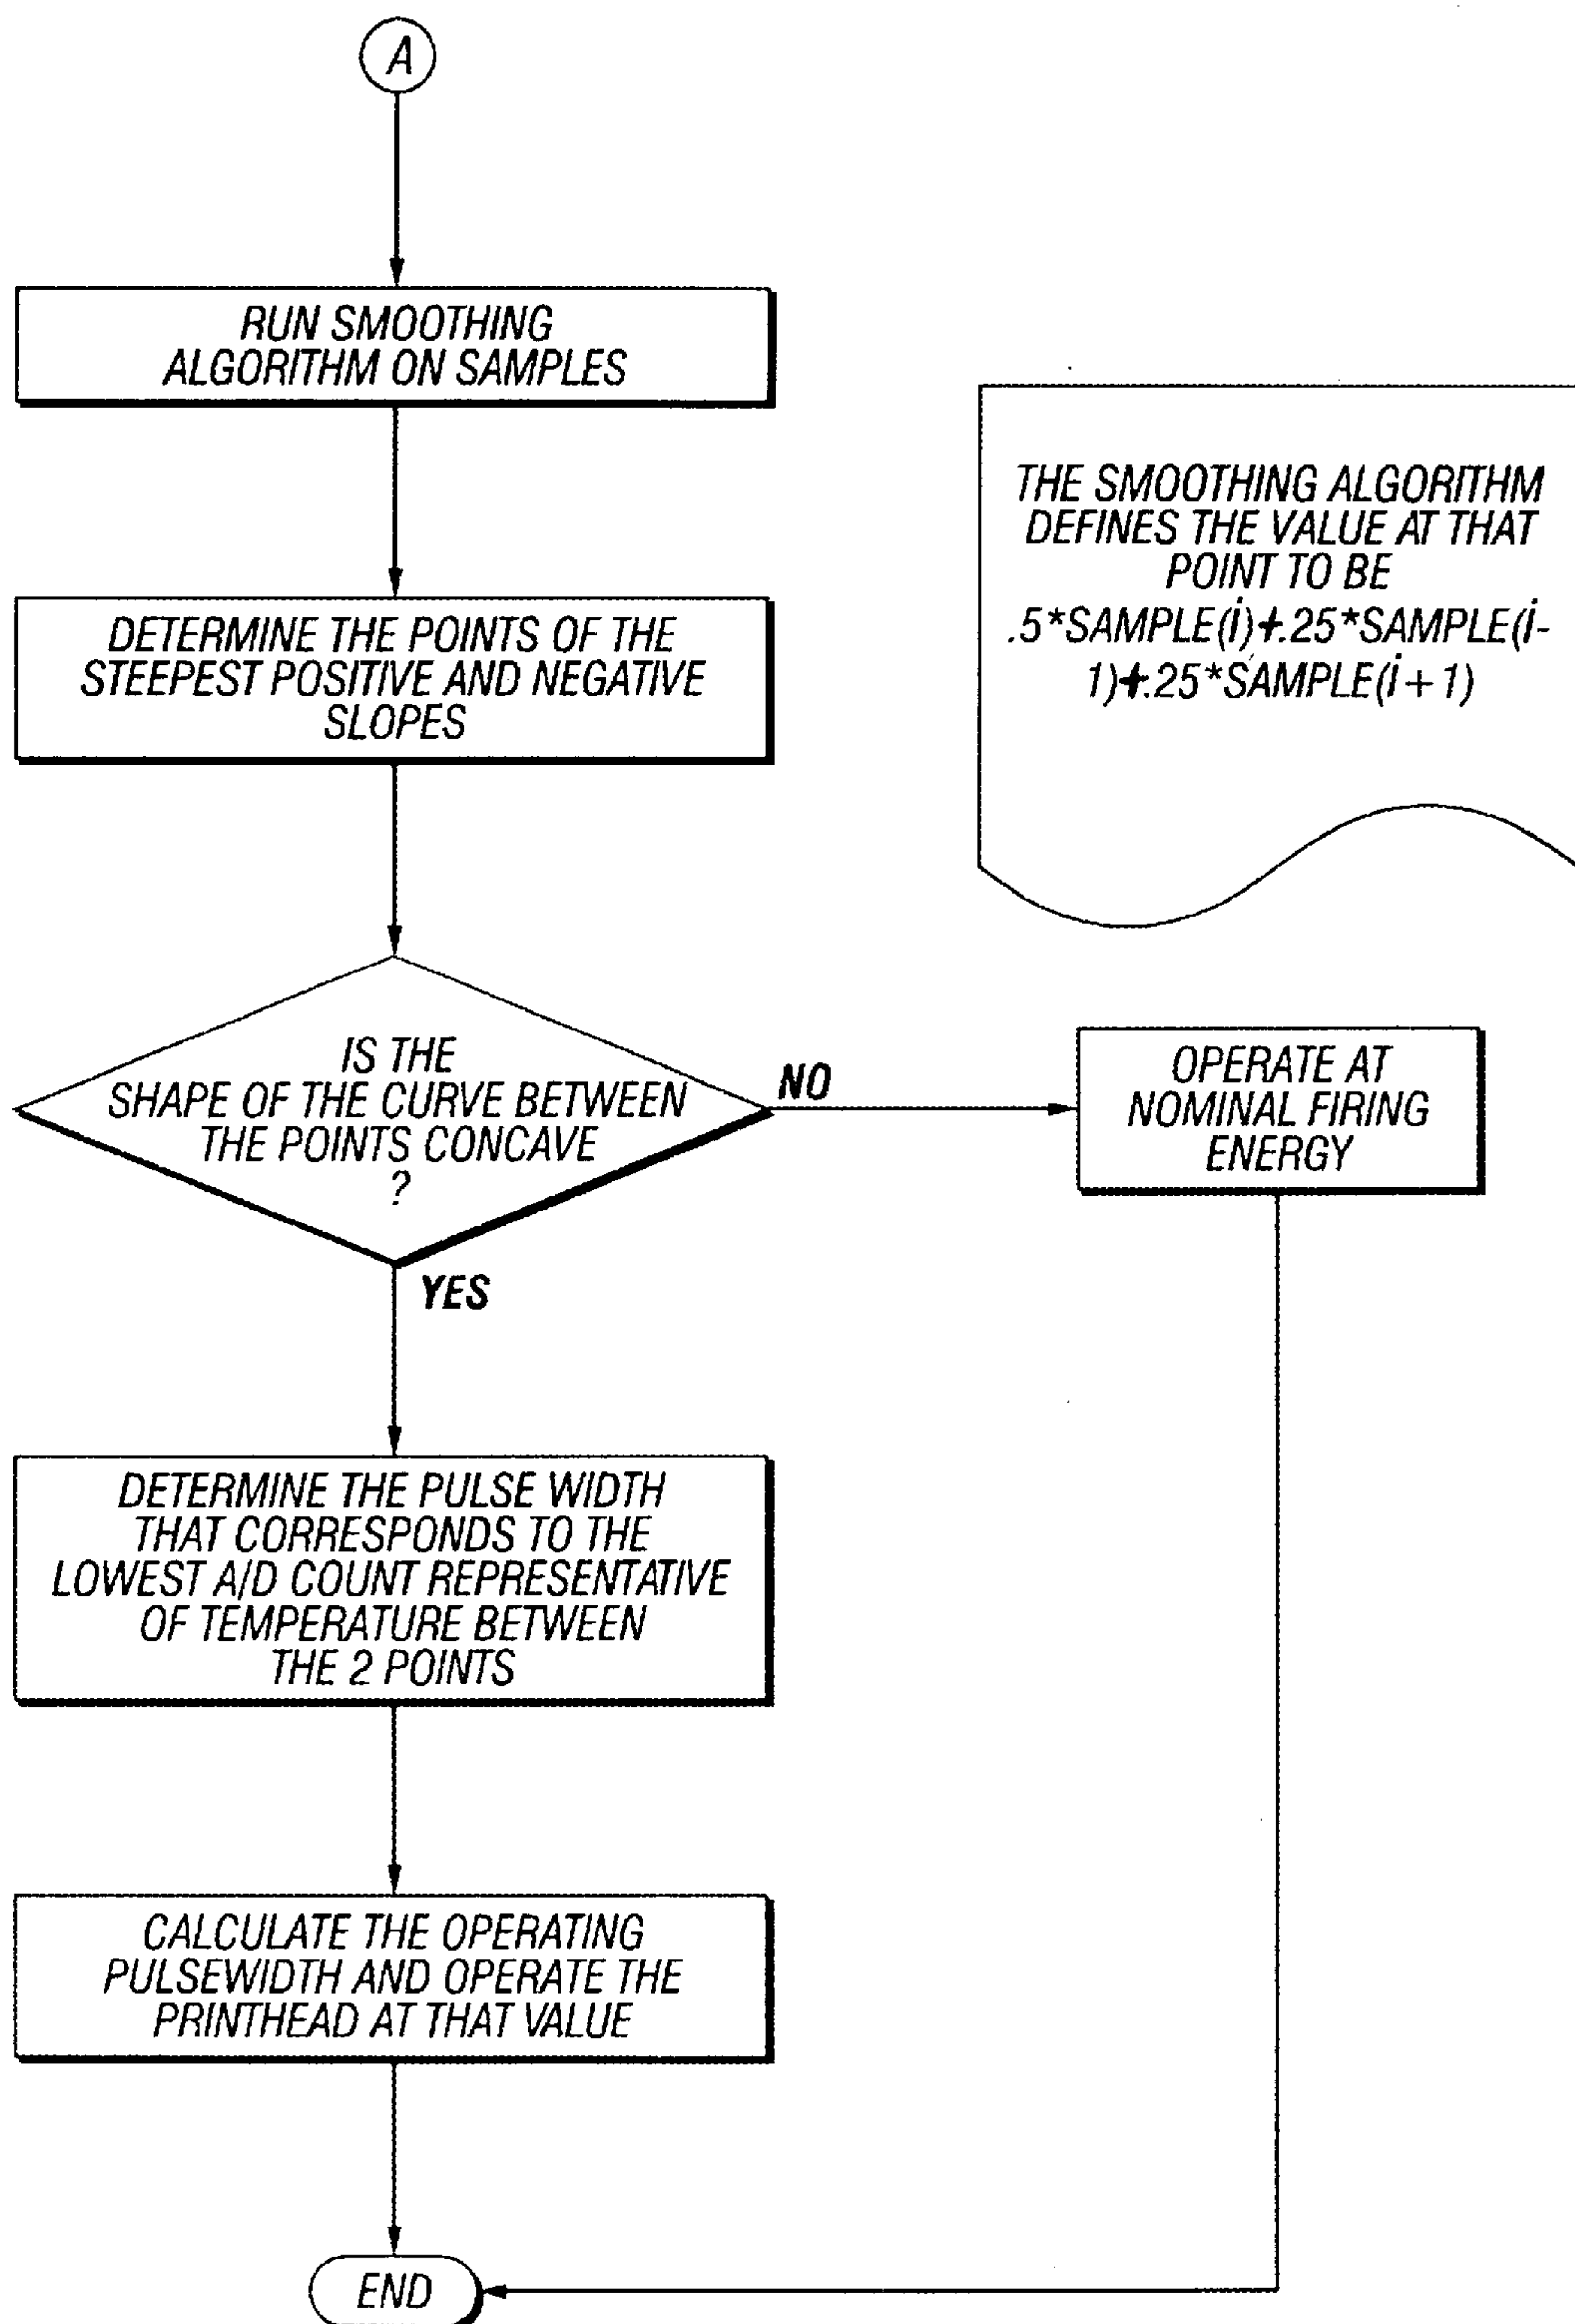 A
RUN SMOOTHING
ALGORITHM ON SAMPLES
THE SMOOTHING ALGORITHM
DEFINES THE VALUE AT THAT
POINT TO BE
.5*SAMPLE(i)+.25*SAMPLE(i-
1)+.25*SAMPLE(i+1)
DETERMINE THE POINTS OF THE
STEEPEST POSITIVE AND NEGATIVE
SLOPES
IS THE
SHAPE OF THE CURVE BETWEEN
THE POINTS CONCAVE
?
NO
OPERATE AT
NOMINAL FIRING
ENERGY
YES
DETERMINE THE PULSE WIDTH
THAT CORRESPONDS TO THE
LOWEST A/D COUNT REPRESENTATIVE
OF TEMPERATURE BETWEEN
THE 2 POINTS
CALCULATE THE OPERATING
PULSEWIDTH AND OPERATE THE
PRINTHEAD AT THAT VALUE
END